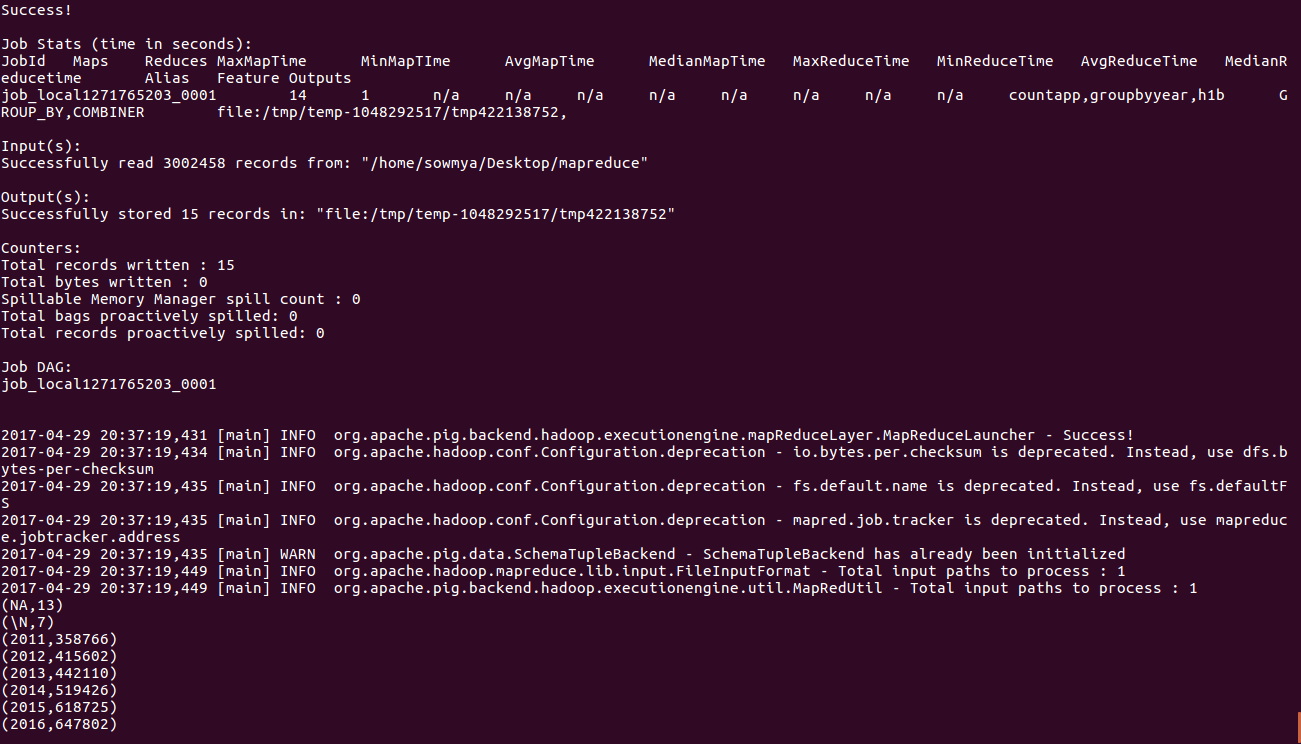 Success!

Job Stats (time in seconds):
JobId   Maps    Reduces MaxMapTime      MinMapTIme      AvgMapTime      MedianMapTime   MaxReduceTime   MinReduceTime   AvgReduceTime   MedianR
educetime       Alias   Feature Outputs
job_local1271765203_0001        14      1       n/a     n/a     n/a     n/a     n/a     n/a     n/a     n/a     countapp,groupbyyear,h1b      G
ROUP_BY,COMBINER        file:/tmp/temp-1048292517/tmp422138752,

Input(s):
Successfully read 3002458 records from: "/home/sowmya/Desktop/mapreduce"

Output(s):
Successfully stored 15 records in: "file:/tmp/temp-1048292517/tmp422138752"

Counters:
Total records written : 15
Total bytes written : 0
Spillable Memory Manager spill count : 0
Total bags proactively spilled: 0
Total records proactively spilled: 0

Job DAG:
job_local1271765203_0001


2017-04-29 20:37:19,431 [main] INFO  org.apache.pig.backend.hadoop.executionengine.mapReduceLayer.MapReduceLauncher - Success!
2017-04-29 20:37:19,434 [main] INFO  org.apache.hadoop.conf.Configuration.deprecation - io.bytes.per.checksum is deprecated. Instead, use dfs.b
ytes-per-checksum
2017-04-29 20:37:19,435 [main] INFO  org.apache.hadoop.conf.Configuration.deprecation - fs.default.name is deprecated. Instead, use fs.defaultF
S
2017-04-29 20:37:19,435 [main] INFO  org.apache.hadoop.conf.Configuration.deprecation - mapred.job.tracker is deprecated. Instead, use mapreduc
e.jobtracker.address
2017-04-29 20:37:19,435 [main] WARN  org.apache.pig.data.SchemaTupleBackend - SchemaTupleBackend has already been initialized
2017-04-29 20:37:19,449 [main] INFO  org.apache.hadoop.mapreduce.lib.input.FileInputFormat - Total input paths to process : 1
2017-04-29 20:37:19,449 [main] INFO  org.apache.pig.backend.hadoop.executionengine.util.MapRedUtil - Total input paths to process : 1
(NA,13)
(\N,7)
(2011,358766)
(2012,415602)
(2013,442110)
(2014,519426)
(2015,618725)
(2016,647802)